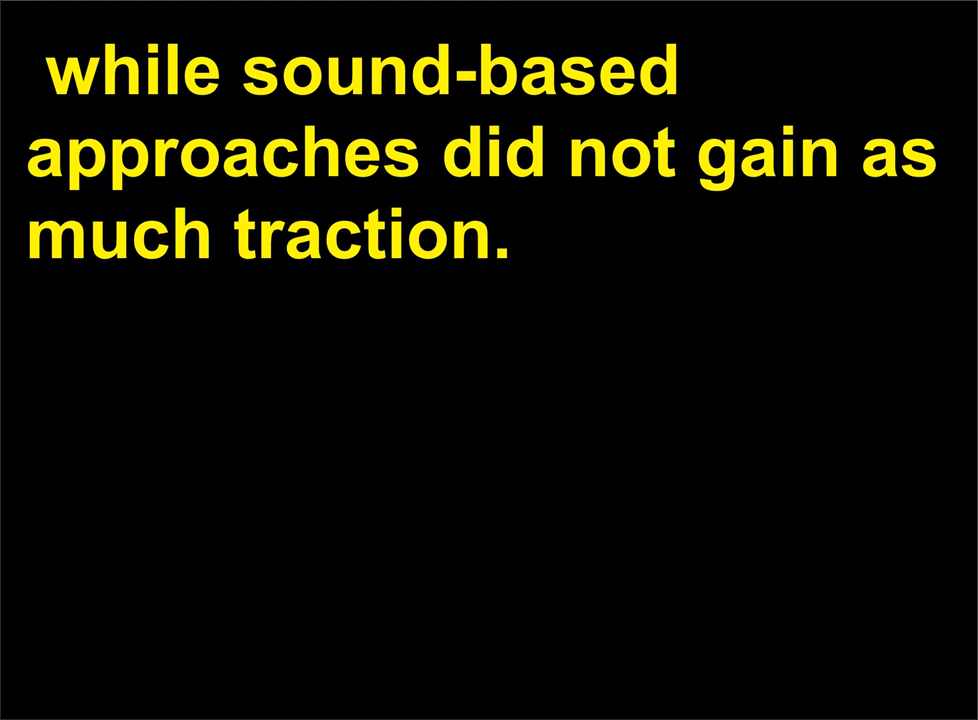 while sound-based
approaches did not gain as
much traction.